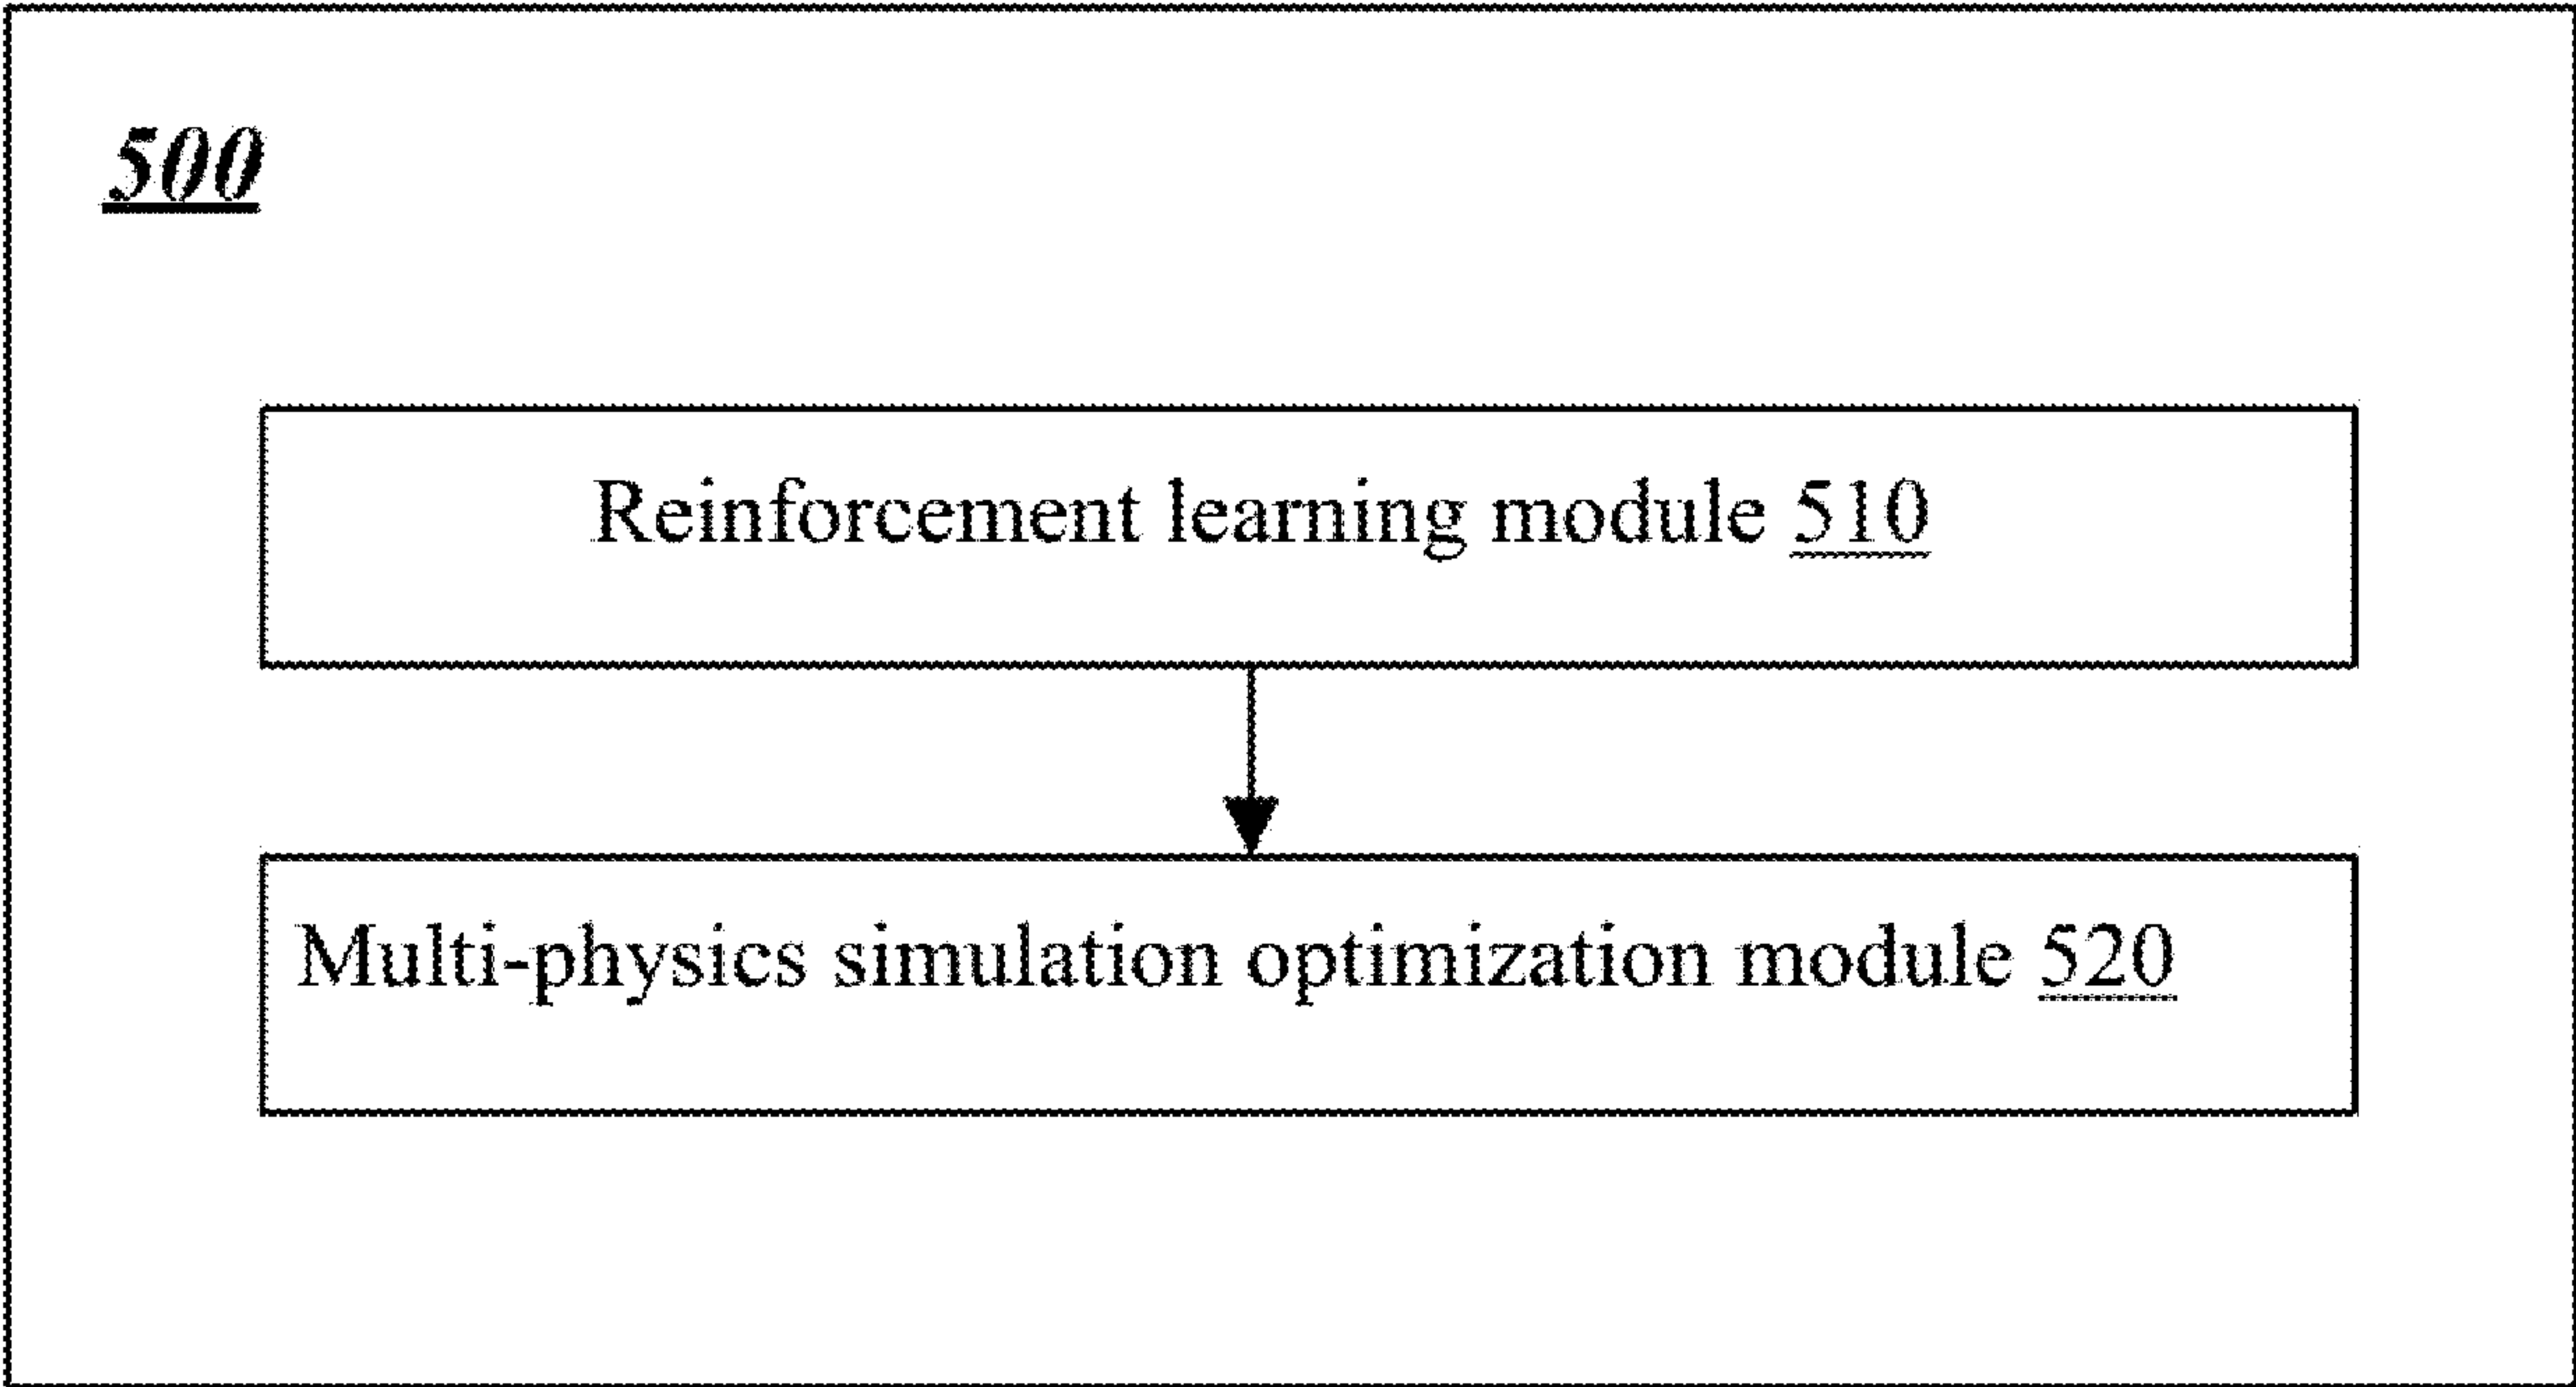 500
Reinforcement learning module 510
Multi-physics simulation optimization module 520